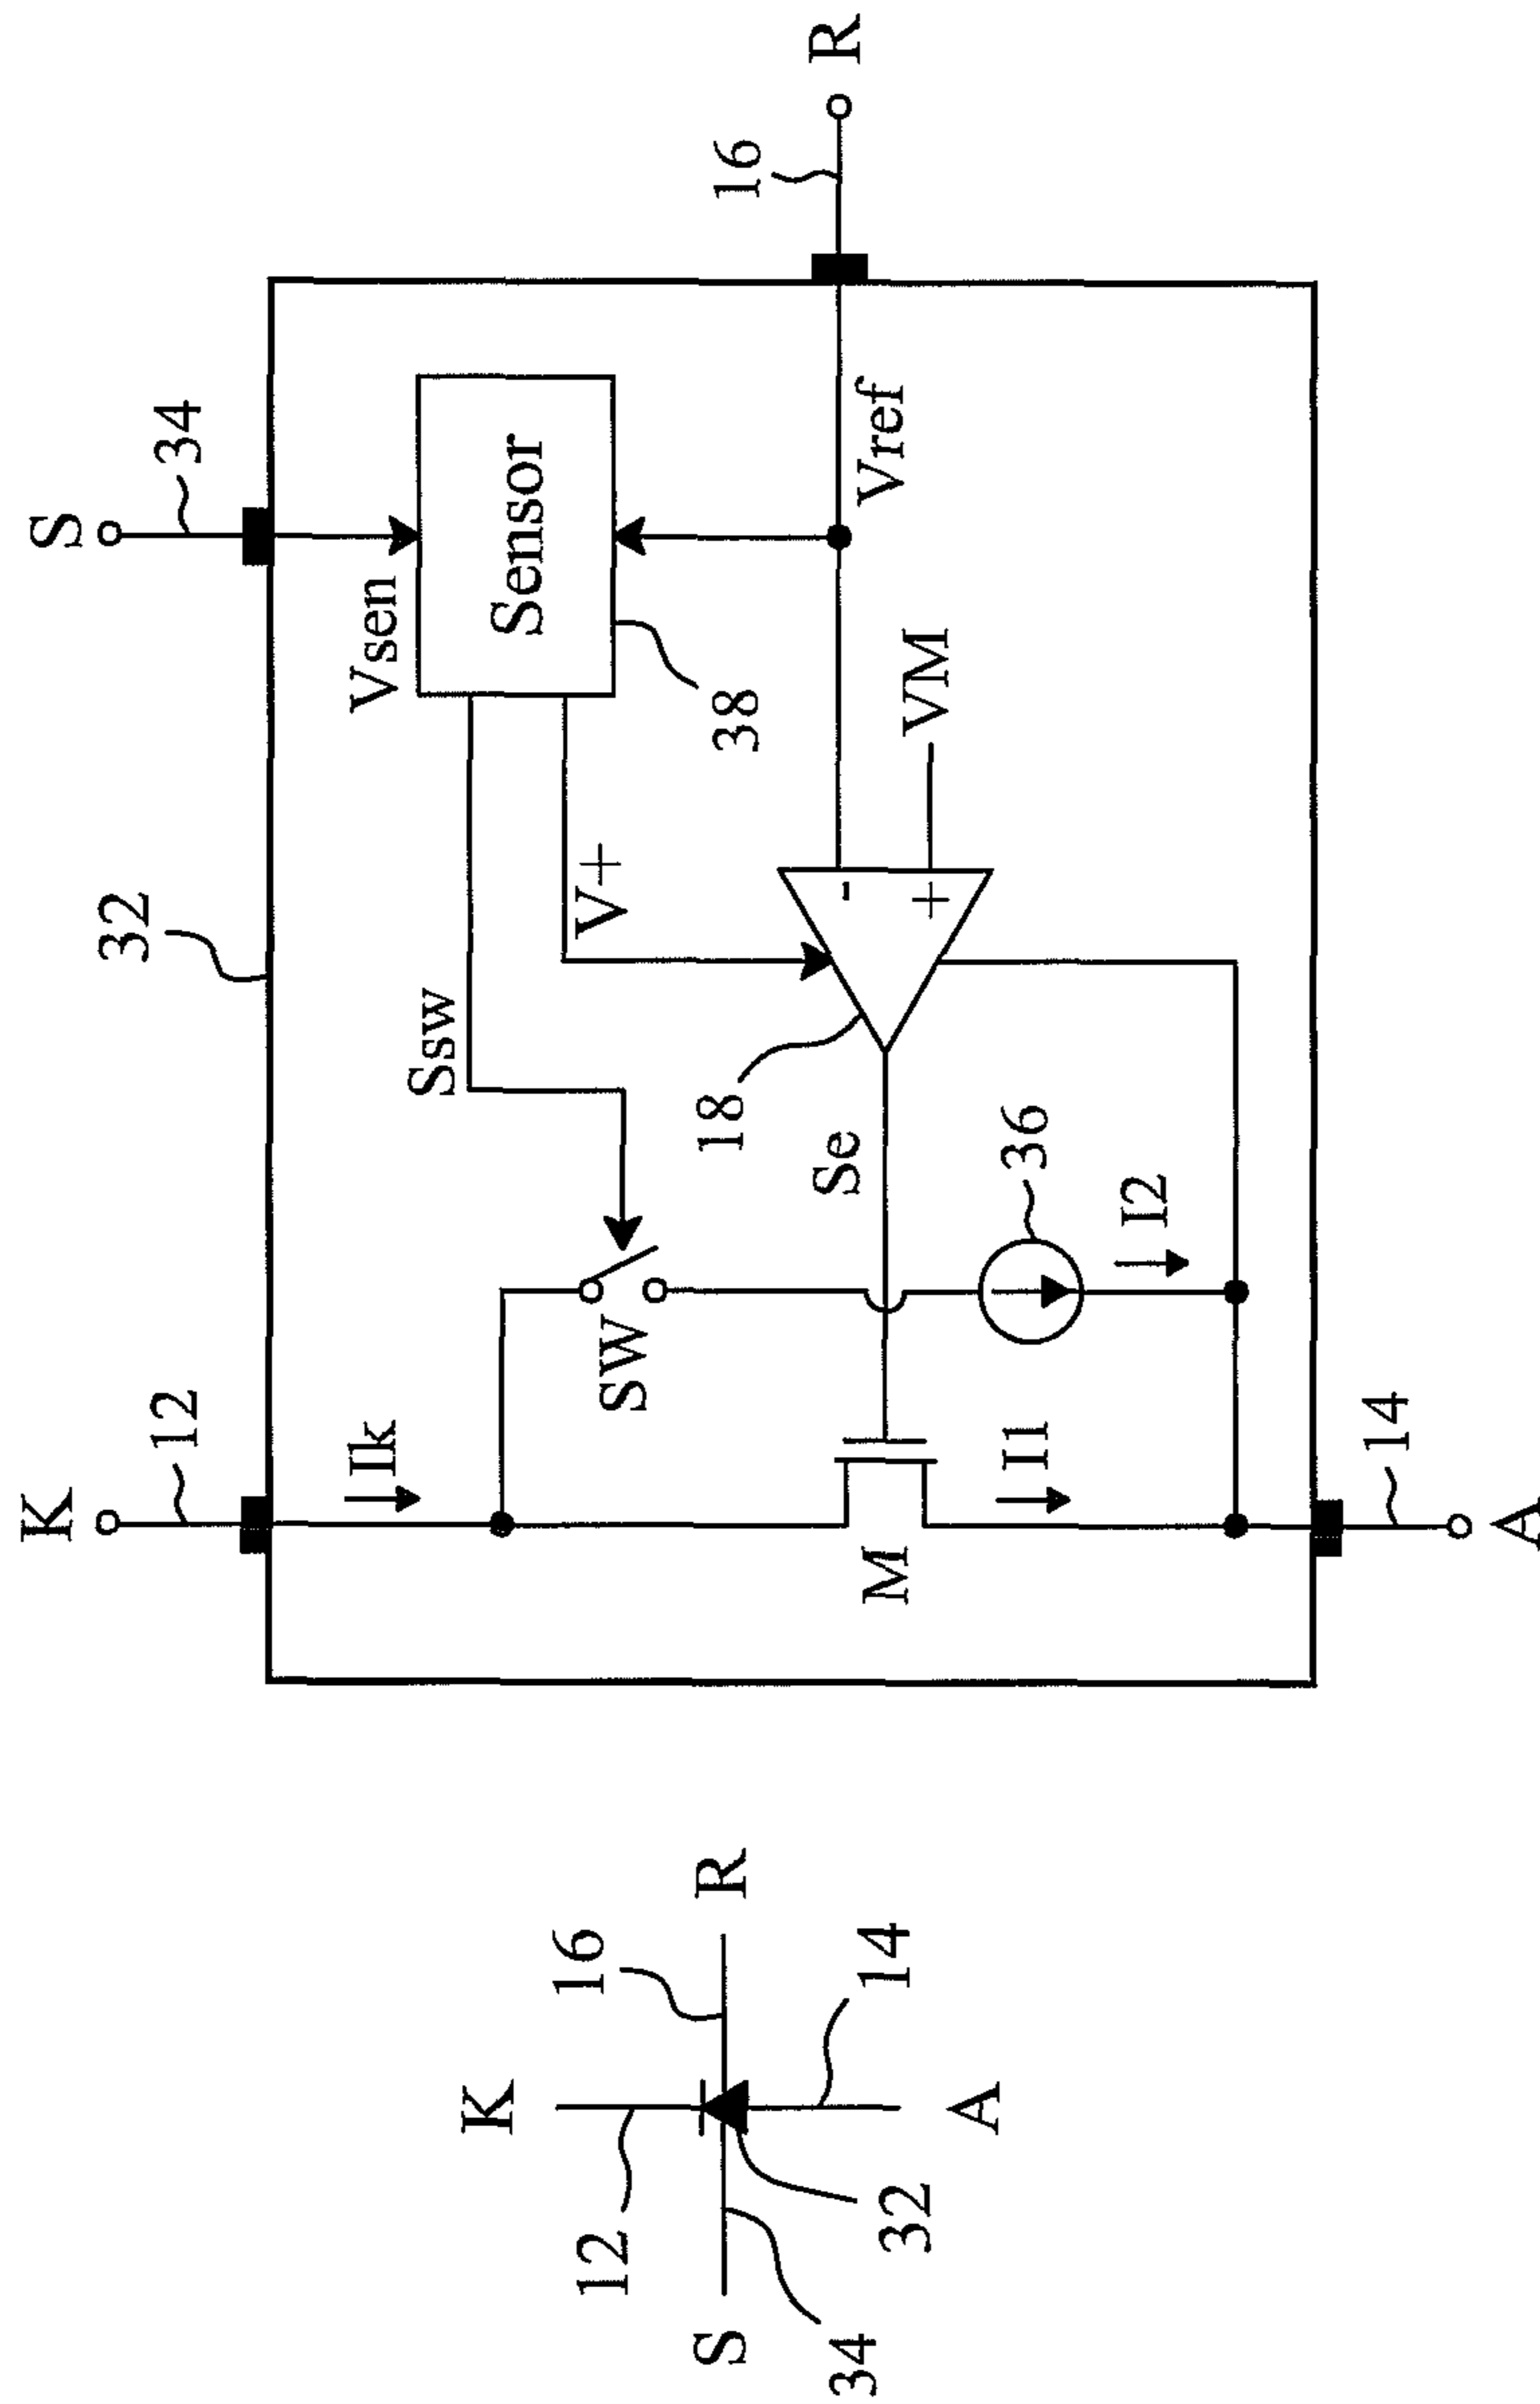 K
12
S
R
16
34
32
14
A
K
12
Ik
32
S
34
Vsen
Ssw
V+
Sensor
38
SW
18
Se
Vref
VM
-
+
R
16
M
I1
36
I2
14
A